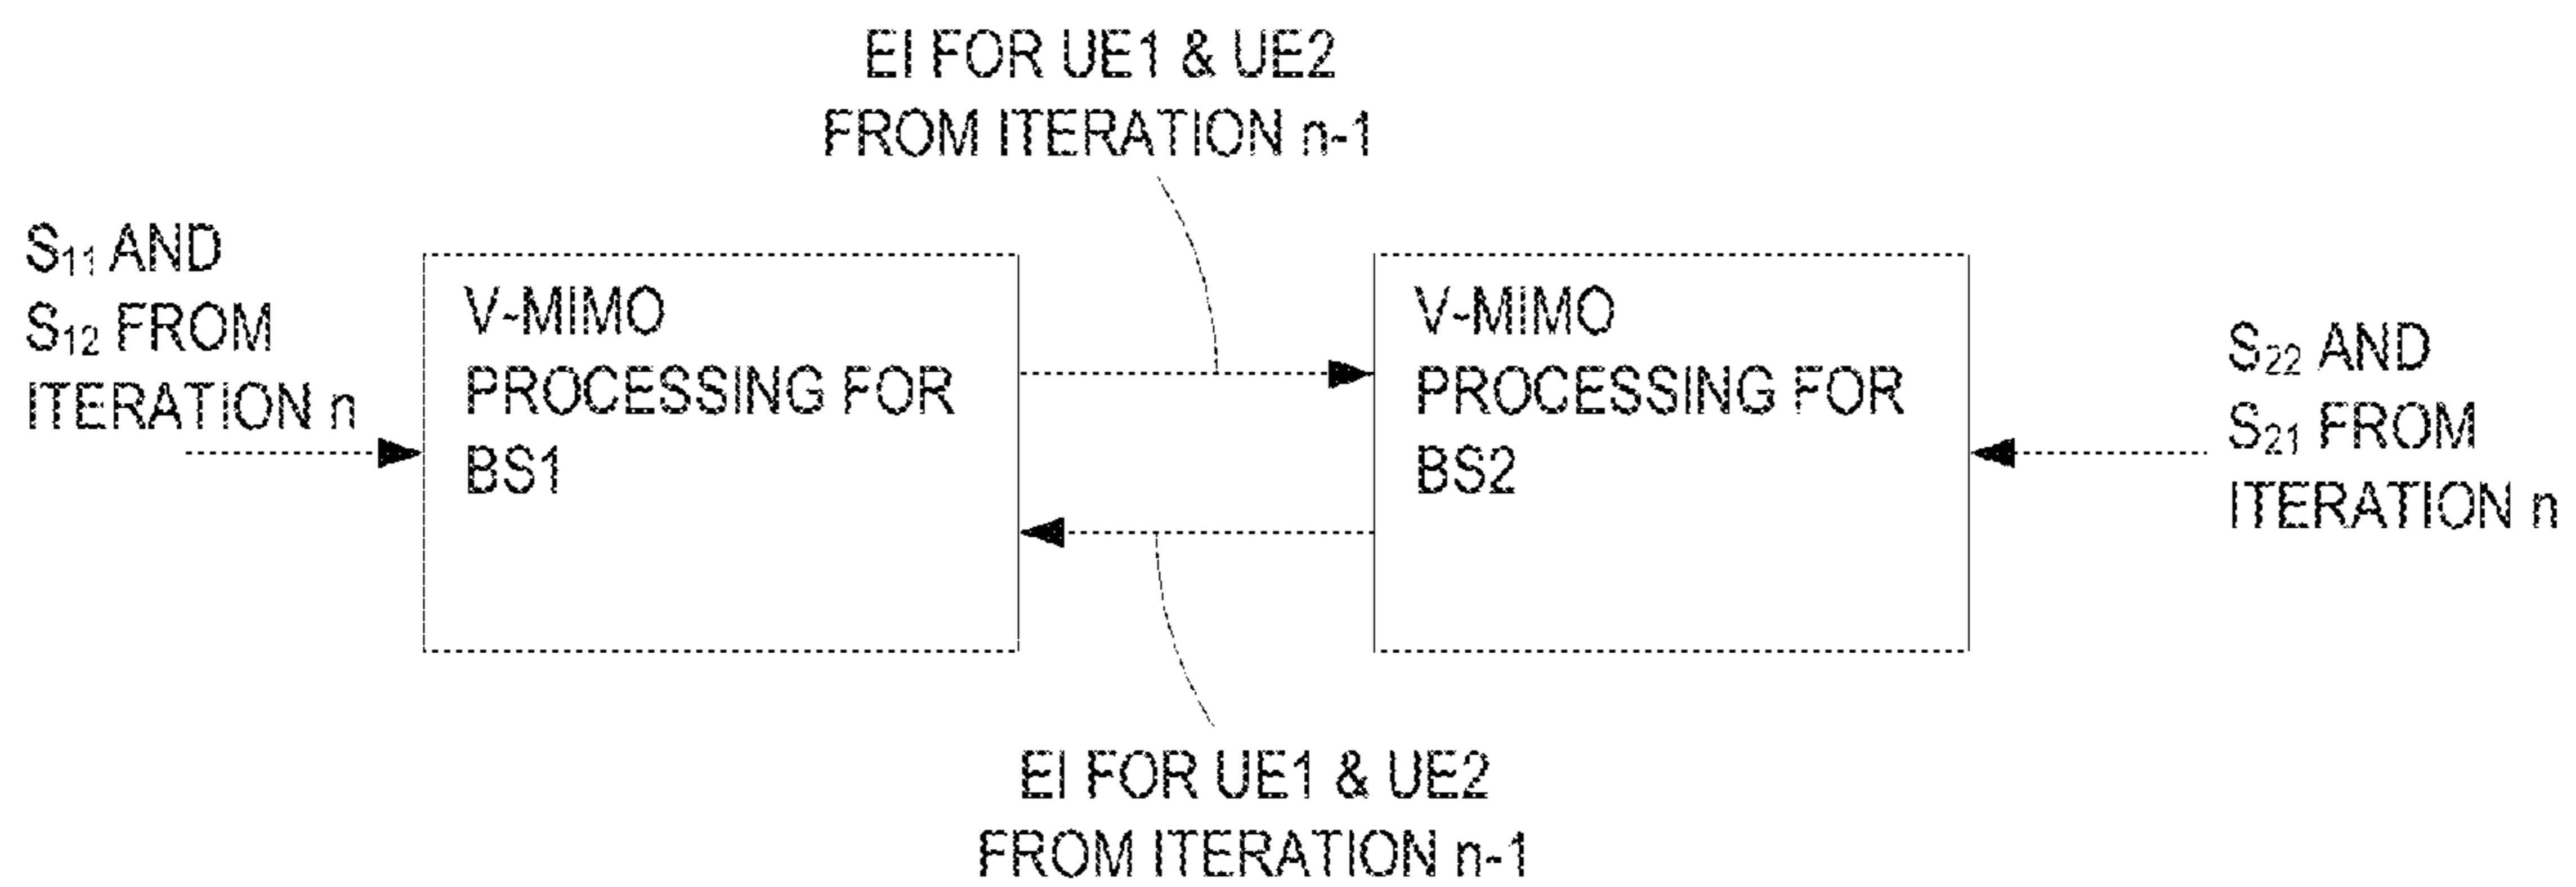 EI FOR UE1 & UE2
FROM ITERATION n-1
S₁₁ AND
S₁₂ FROM
ITERATION n
V-MIMO
PROCESSING FOR
BS1
V-MIMO
PROCESSING FOR
BS2
S₂₂ AND
S₂₁ FROM
ITERATION n
EI FOR UE1 & UE2
FROM ITERATION n-1